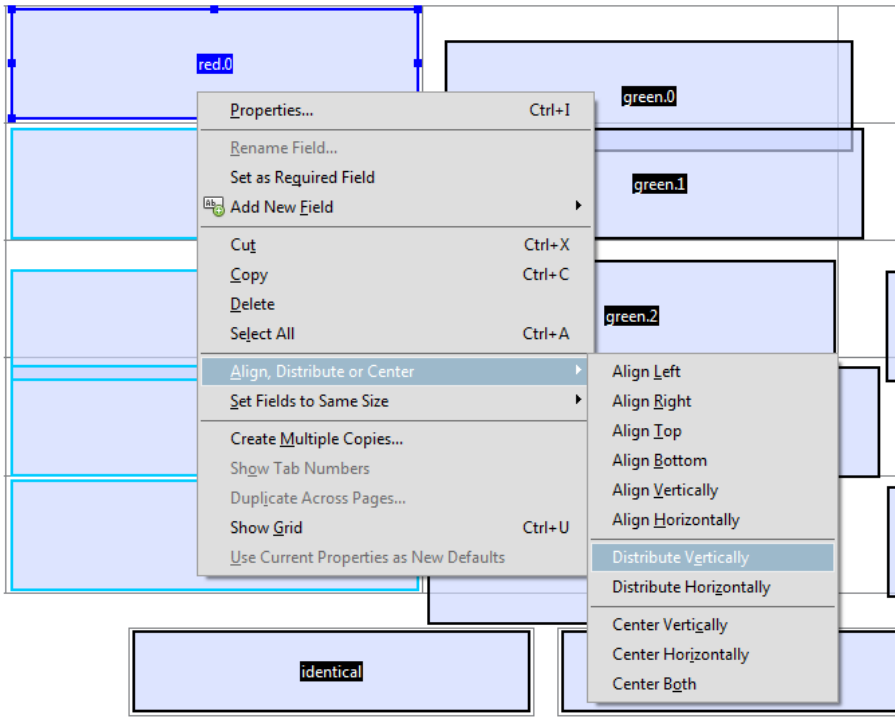 red.0
green.0
green.1
green.2
Properties... Ctrl+I
Rename Field...
Set as Required Field
Add New Field
Cut Ctrl+X
Copy Ctrl+C
Delete
Select All Ctrl+A
Align, Distribute or Center
Set Fields to Same Size
Create Multiple Copies...
Show Tab Numbers
Duplicate Across Pages...
Show Grid Ctrl+U
Use Current Properties as New Defaults
Align Left
Align Right
Align Top
Align Bottom
Align Vertically
Align Horizontally
Distribute Vertically
Distribute Horizontally
Center Vertically
Center Horizontally
Center Both
identical